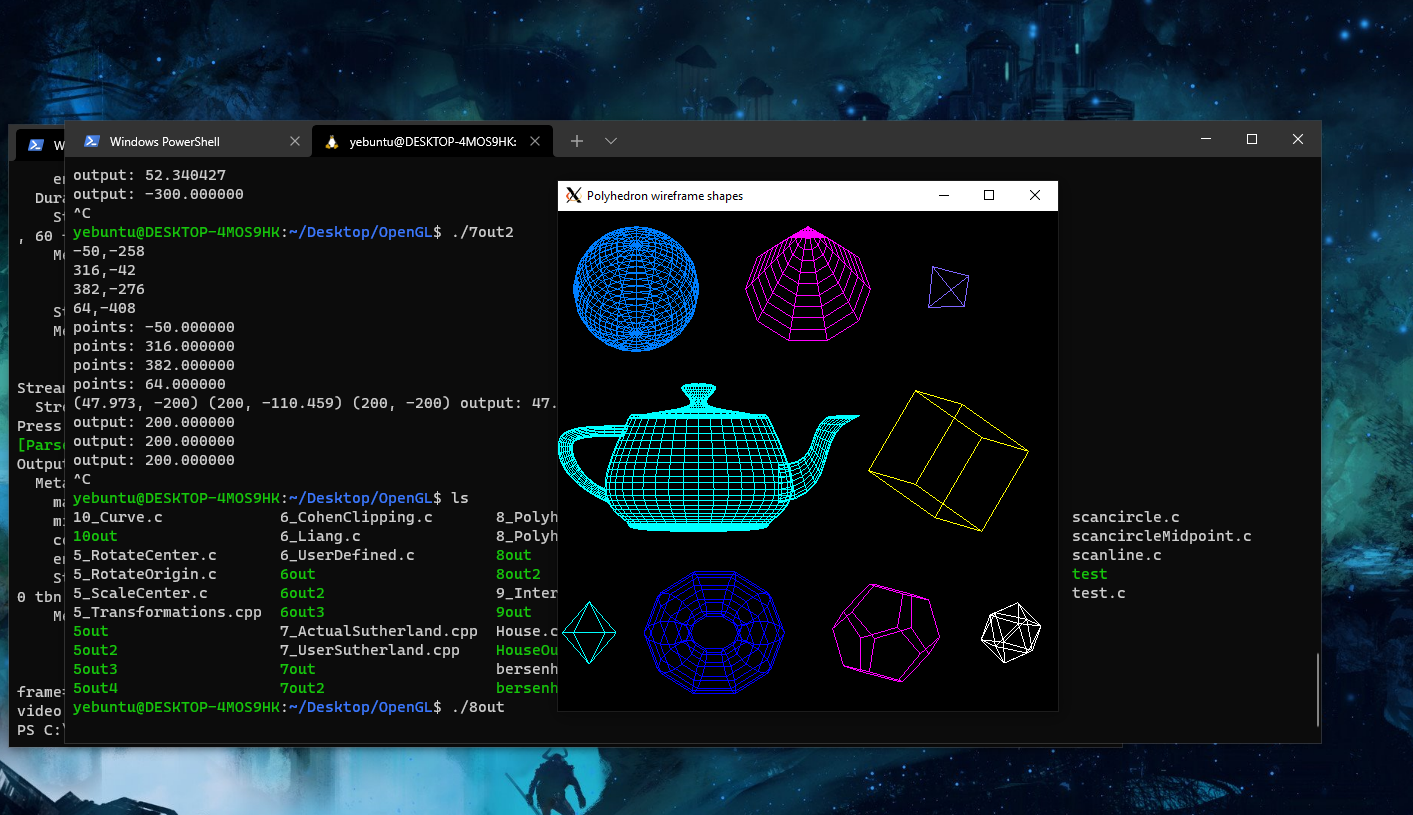 W
Windows PowerShell
yebuntu@DESKTOP-4MOS9HK:
Polyhedron wireframe shapes
output: 52.340427
output: -300.000000
^C
yebuntu@DESKTOP-4MOS9HK:~/Desktop/OpenGL$ ./7out2
-50,-258
316,-42
382,-276
64,-408
points: -50.000000
points: 316.000000
points: 382.000000
points: 64.000000
(47.973, -200) (200, -110.459) (200, -200) output: 47.
output: 200.000000
output: 200.000000
output: 200.000000
^C
yebuntu@DESKTOP-4MOS9HK:~/Desktop/OpenGL$ ls
10_Curve.c 6_CohenClipping.c 8_Polyh scancircle.c
10out 6_Liang.c 8_Polyh scancircleMidpoint.c
5_RotateCenter.c 6_UserDefined.c 8out scanline.c
5_RotateOrigin.c 6out 8out2 test
5_ScaleCenter.c 6out2 9_Inter test.c
5_Transformations.cpp 6out3 9out
5out 7_ActualSutherland.cpp House.c
5out2 7_UserSutherland.cpp HouseOu
5out3 7out bersenh
5out4 7out2 bersenh
yebuntu@DESKTOP-4MOS9HK:~/Desktop/OpenGL$ ./8out
en
Dura
St
, 60
Me
St
Me
Stream
Stre
Press
[Parse
Output
Meta
ma
mi
co
en
St
0 tbn
Me
frame=
video
PS C:\